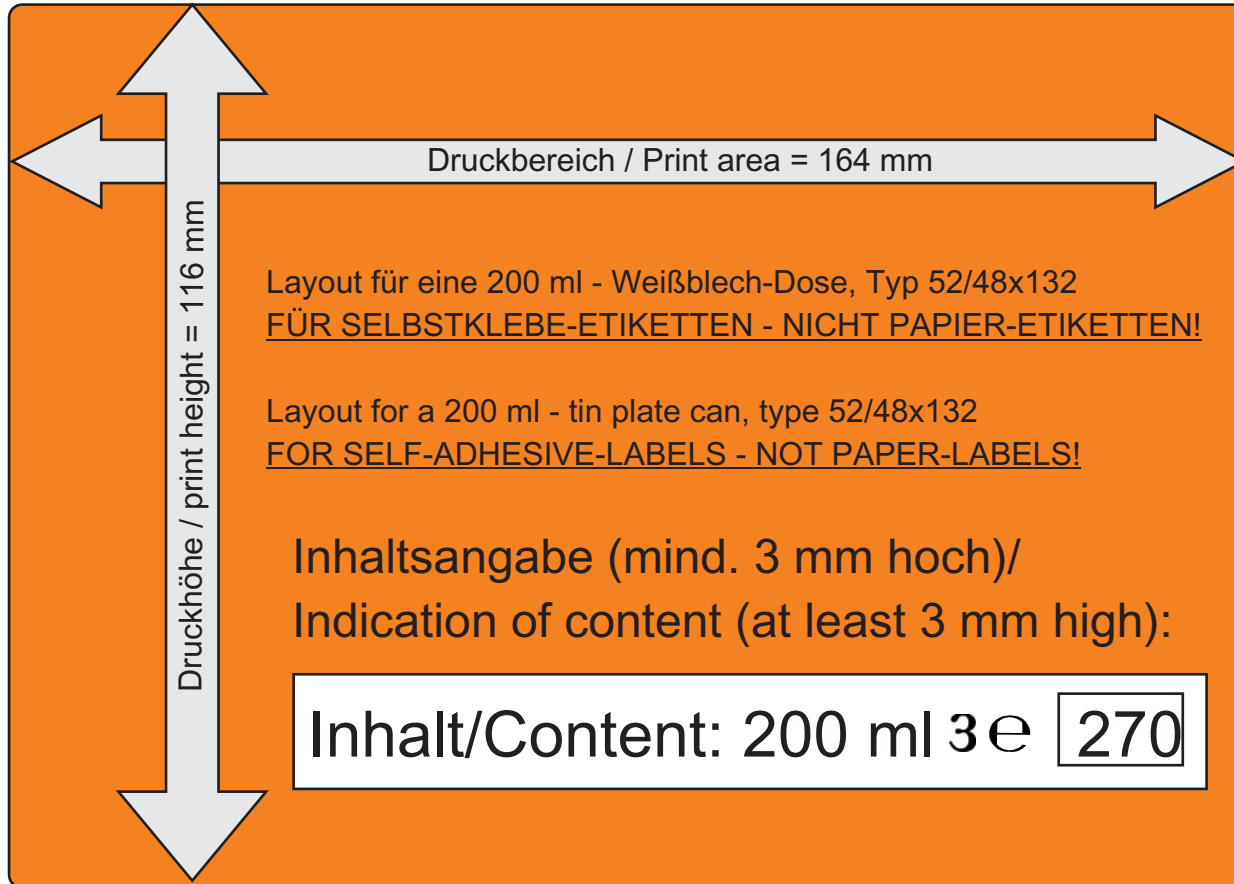 Druckbereich / Print area = 164 mm
Druckhöhe / print height = 116 mm
Layout für eine 200 ml - Weißblech-Dose, Typ 52/48x132
FÜR SELBSTKLEBE-ETIKETTEN - NICHT PAPIER-ETIKETTEN!
Layout for a 200 ml - tin plate can, type 52/48x132
FOR SELF-ADHESIVE-LABELS - NOT PAPER-LABELS!
Inhaltsangabe (mind. 3 mm hoch)/
Indication of content (at least 3 mm high):
Inhalt/Content: 200 ml 3 ℮ 270